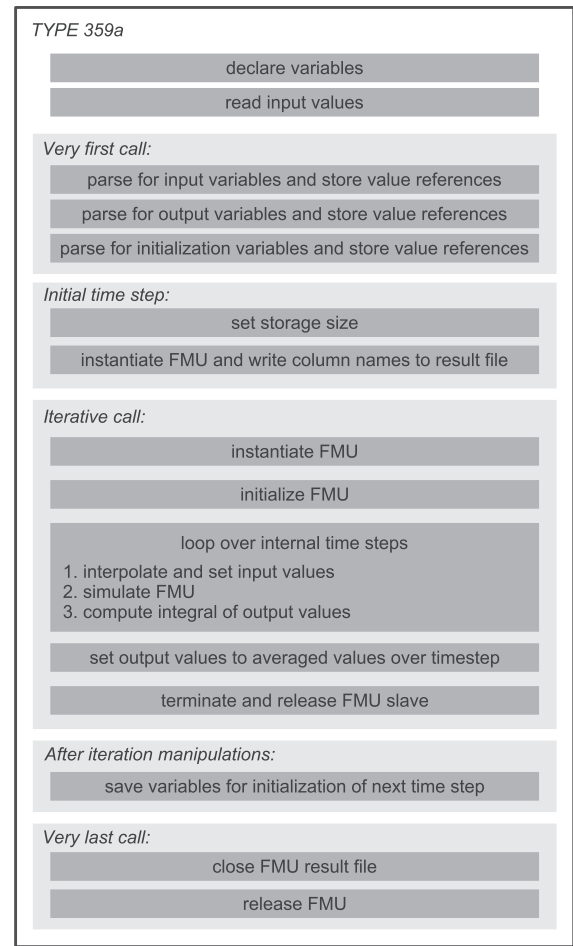 TYPE 359a
declare variables
read input values
Very first call:
parse for input variables and store value references
parse for output variables and store value references
parse for initialization variables and store value references
Initial time step:
set storage size
instantiate FMU and write column names to result file
Iterative call:
instantiate FMU
initialize FMU
loop over internal time steps
1. interpolate and set input values
2. simulate FMU
3. compute integral of output values
set output values to averaged values over timestep
terminate and release FMU slave
After iteration manipulations:
save variables for initialization of next time step
Very last call:
close FMU result file
release FMU